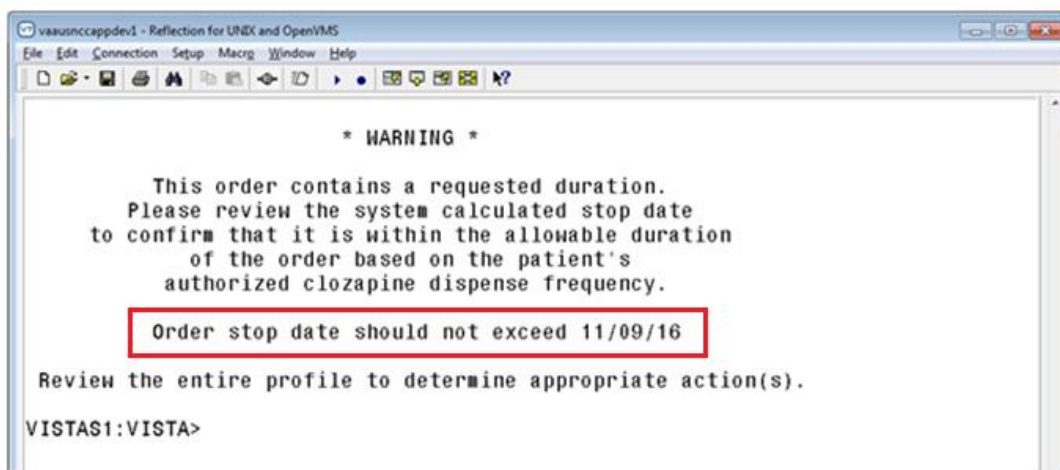 vaausnccappdev1 - Reflection for UNIX and OpenVMS
File Edit Connection Setup Macro Window Help
* WARNING *
This order contains a requested duration.
Please review the system calculated stop date
to confirm that it is within the allowable duration
of the order based on the patient's
authorized clozapine dispense frequency.
Order stop date should not exceed 11/09/16
Review the entire profile to determine appropriate action(s).
VISTAS1:VISTA>